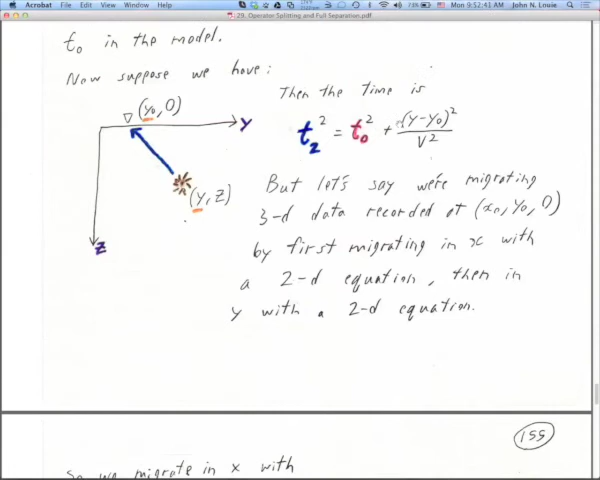 Acrobat File Edit View Window Help
73% Mon 9:52:41 AM John N. Louie
29. Operator Splitting and Full Separation.pdf
t₀ in the model.
Now suppose we have:
(y₀, 0)
Y
(y, z)
z
Then the time is
t₂² = t₀² + (y-y₀)² / V²
But let's say we're migrating
3-d data recorded at (x₀, y₀, 0)
by first migrating in x with
a 2-d equation, then in
y with a 2-d equation.
155
So we migrate in x with